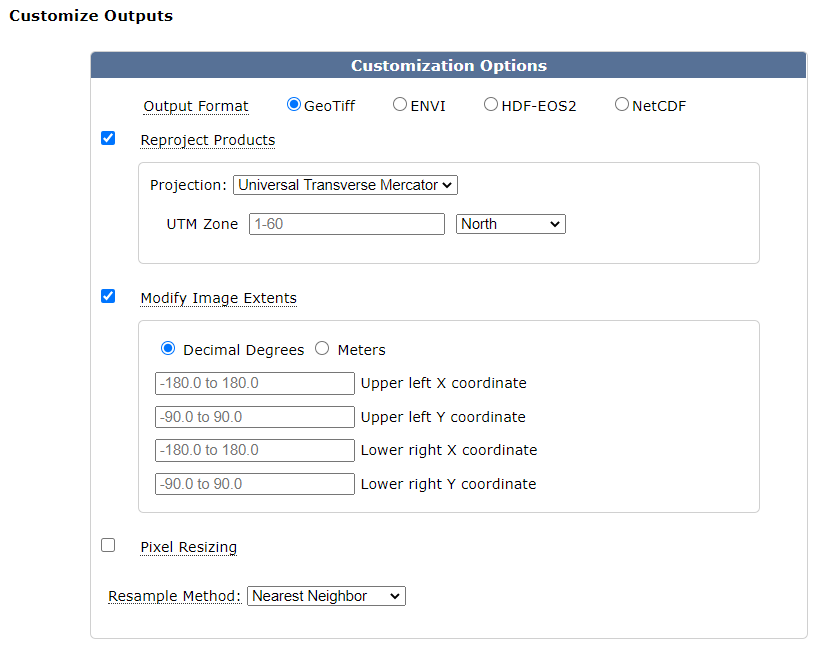 Customize Outputs
Customization Options
Output Format GeoTiff ENVI HDF-EOS2 NetCDF
Reproject Products
Projection: Universal Transverse Mercator
UTM Zone 1-60 North
Modify Image Extents
Decimal Degrees Meters
-180.0 to 180.0 Upper left X coordinate
-90.0 to 90.0 Upper left Y coordinate
-180.0 to 180.0 Lower right X coordinate
-90.0 to 90.0 Lower right Y coordinate
Pixel Resizing
Resample Method: Nearest Neighbor